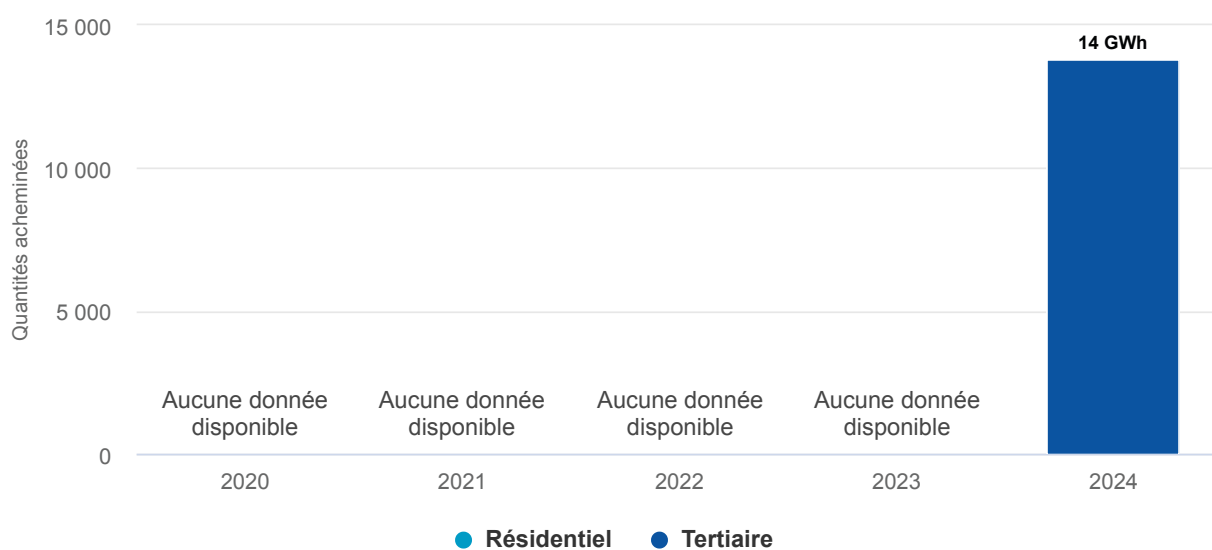 15 000
14 GWh
10 000
Quantités acheminées
5 000
Aucune donnée
disponible
Aucune donnée
disponible
Aucune donnée
disponible
Aucune donnée
disponible
0
2020
2021
2022
2023
2024
Résidentiel
Tertiaire